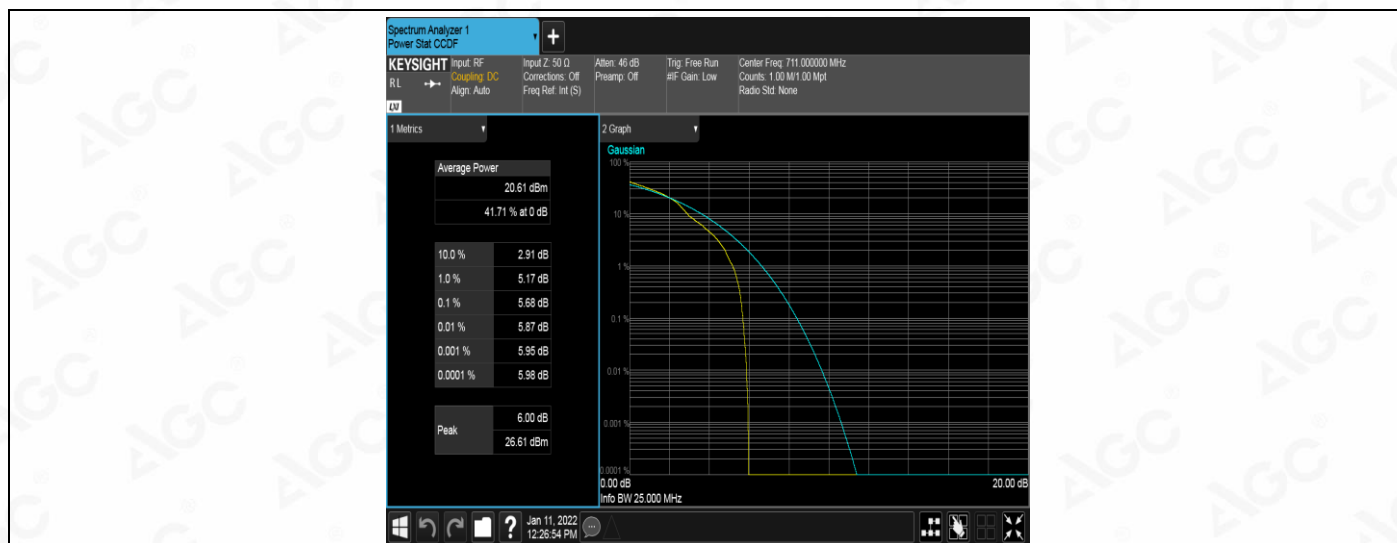 Spectrum Analyzer 1
Power Stat CCDF
KEYSIGHT
R L
LXI
Input: RF
Coupling: DC
Align: Auto
Input Z: 50 Ω
Corrections: Off
Freq Ref: Int (S)
Atten: 46 dB
Preamp: Off
Trig: Free Run
#IF Gain: Low
Center Freq: 711.000000 MHz
Counts: 1.00 M/1.00 Mpt
Radio Std: None
1 Metrics
Average Power
20.61 dBm
41.71 % at 0 dB
10.0 % 2.91 dB
1.0 % 5.17 dB
0.1 % 5.68 dB
0.01 % 5.87 dB
0.001 % 5.95 dB
0.0001 % 5.98 dB
Peak
6.00 dB
26.61 dBm
2 Graph
Gaussian
100 %
10 %
1 %
0.1 %
0.01 %
0.001 %
0.0001 %
0.00 dB 20.00 dB
Info BW 25.000 MHz
Jan 11, 2022
12:26:54 PM
AGC